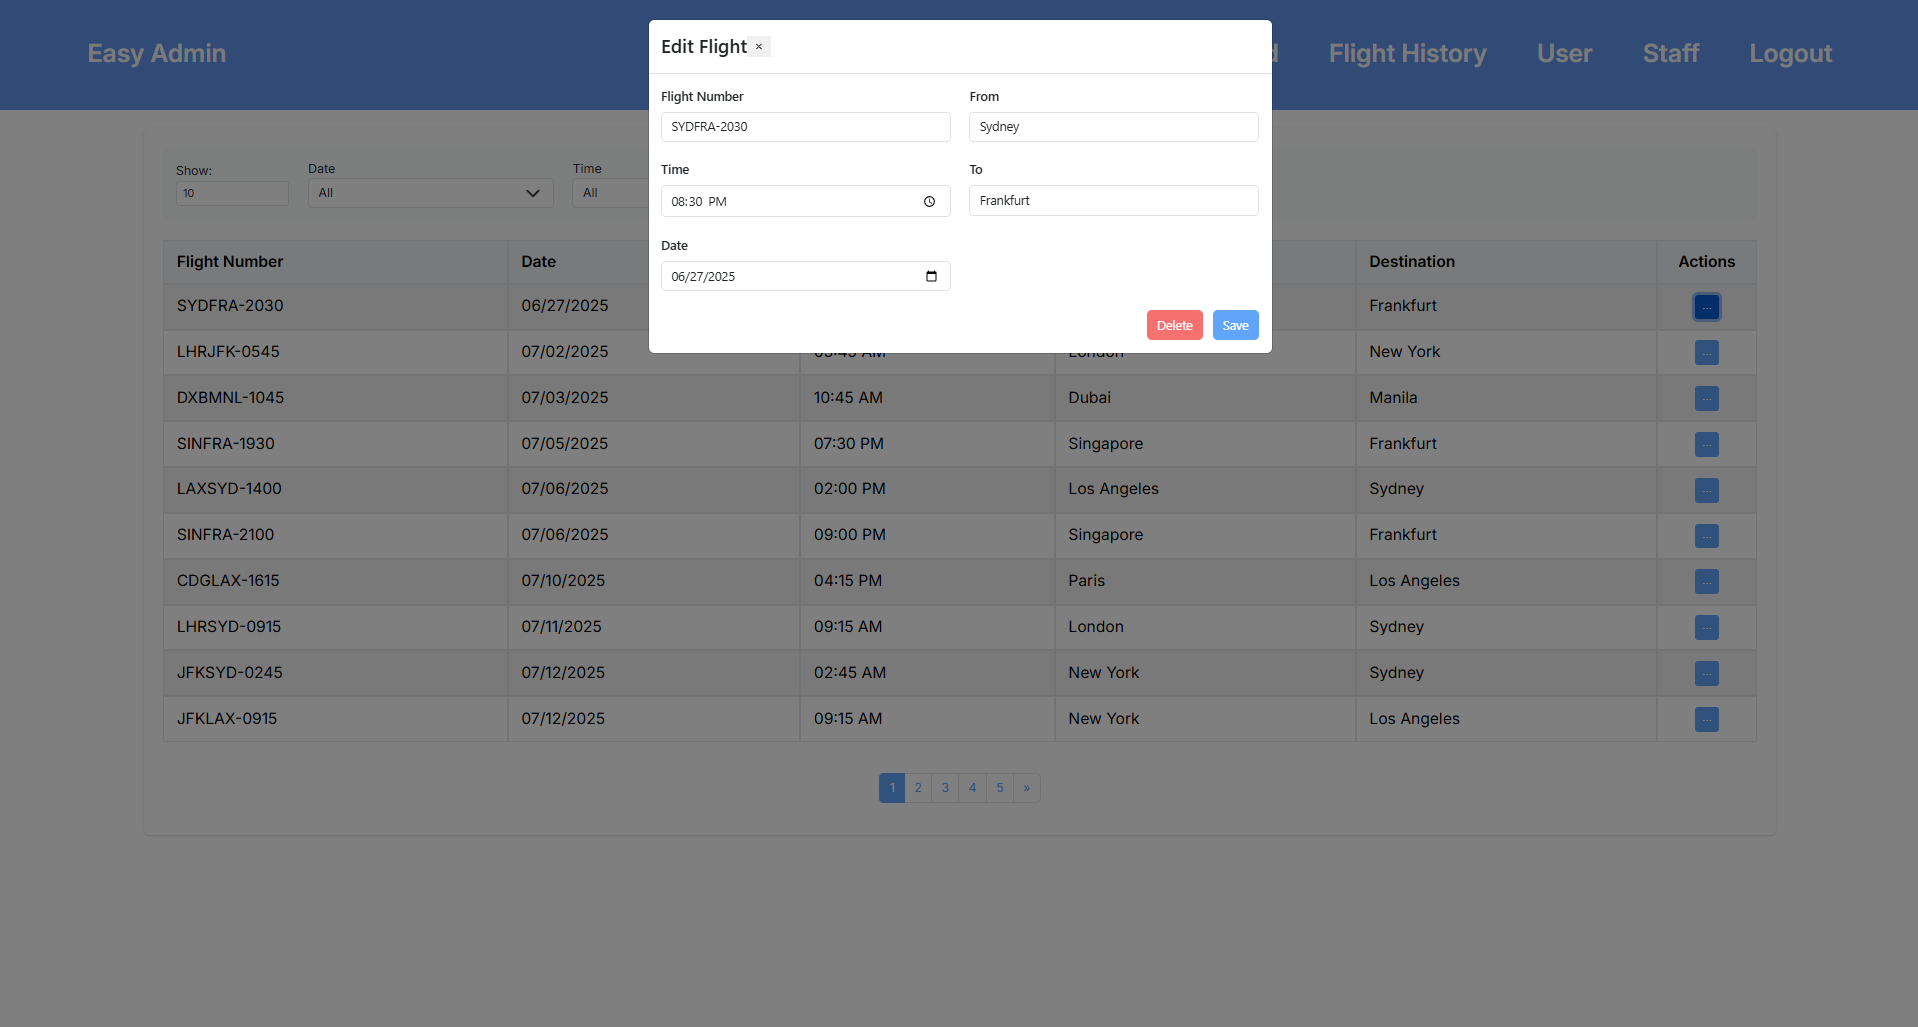 Easy Admin
Flight History User Staff Logout
Edit Flight ×
Flight Number From
SYDFRA-2030 Sydney
Time To
08:30 PM Frankfurt
Date
06/27/2025
Delete Save
Show: Date Time
10 All All
Flight Number Date Destination Actions
SYDFRA-2030 06/27/2025 Frankfurt ...
LHRJFK-0545 07/02/2025 New York ...
DXBMNL-1045 07/03/2025 10:45 AM Dubai Manila ...
SINFRA-1930 07/05/2025 07:30 PM Singapore Frankfurt ...
LAXSYD-1400 07/06/2025 02:00 PM Los Angeles Sydney ...
SINFRA-2100 07/06/2025 09:00 PM Singapore Frankfurt ...
CDGLAX-1615 07/10/2025 04:15 PM Paris Los Angeles ...
LHRSYD-0915 07/11/2025 09:15 AM London Sydney ...
JFKSYD-0245 07/12/2025 02:45 AM New York Sydney ...
JFKLAX-0915 07/12/2025 09:15 AM New York Los Angeles ...
1 2 3 4 5 »